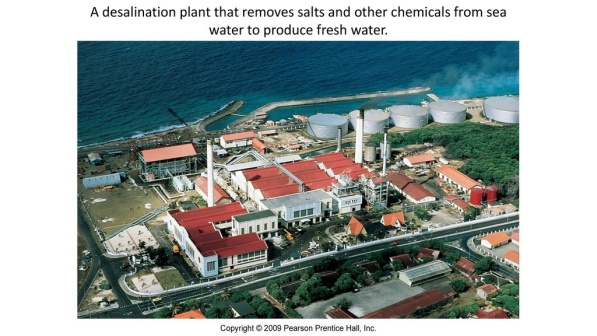 A desalination plant that removes salts and other chemicals from sea
water to produce fresh water.
Copyright © 2009 Pearson Prentice Hall, Inc.